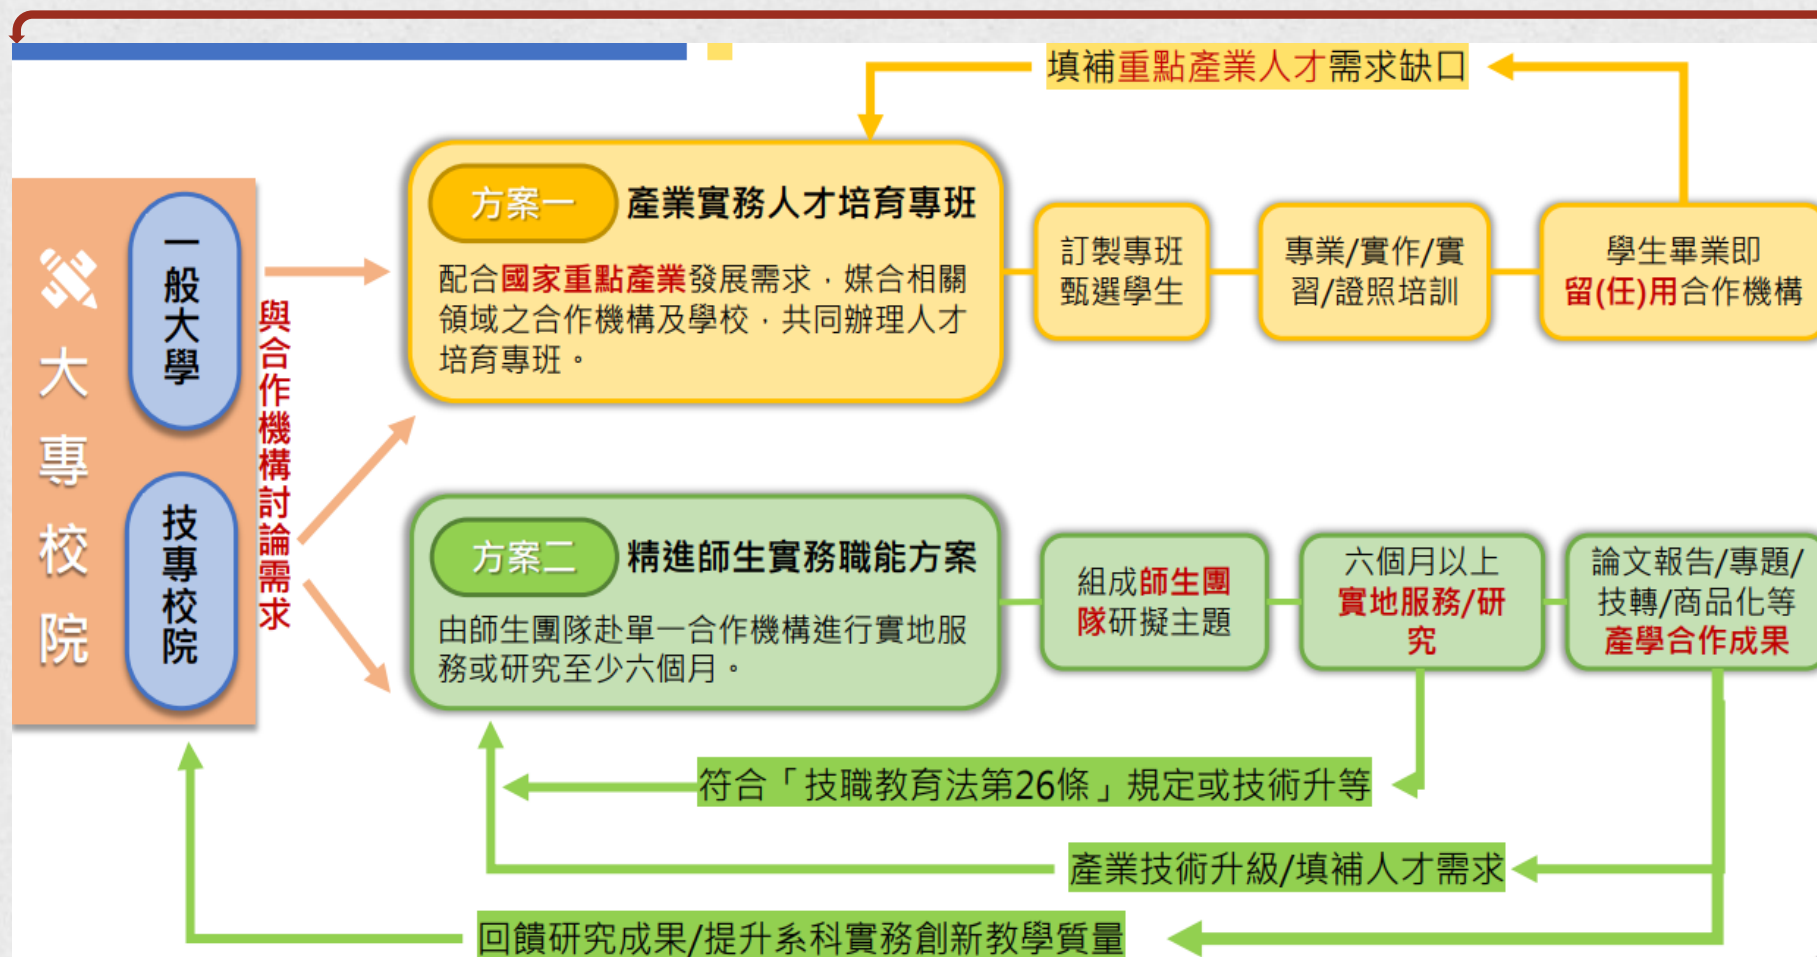 填補重點產業人才需求缺口
大專校院
一般大學
技專校院
與合作機構討論需求
方案一
產業實務人才培育專班
配合國家重點產業發展需求，媒合相關
領域之合作機構及學校，共同辦理人才
培育專班。
訂製專班
甄選學生
專業/實作/實
習/證照培訓
學生畢業即
留(任)用合作機構
方案二
精進師生實務職能方案
由師生團隊赴單一合作機構進行實地服
務或研究至少六個月。
組成師生團
隊研擬主題
六個月以上
實地服務/研
究
論文報告/專題/
技轉/商品化等
產學合作成果
符合「技職教育法第26條」規定或技術升等
產業技術升級/填補人才需求
回饋研究成果/提升系科實務創新教學質量